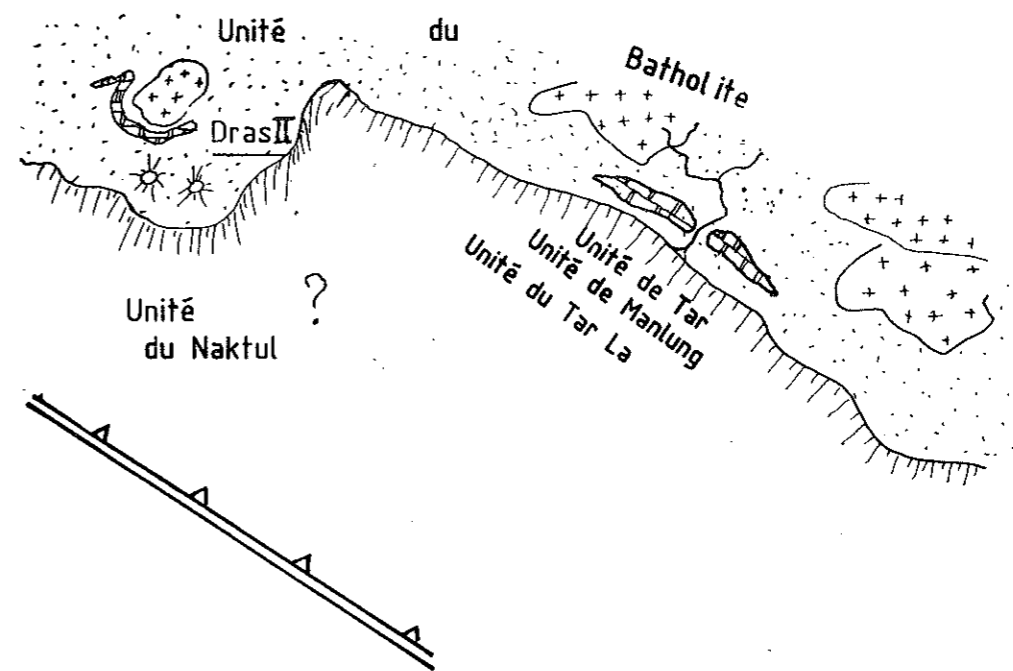 Unité du
Batholite
Dras II
Unité de Tar
Unité de Manlung
Unité du Tar La
?
Unité
du Naktul